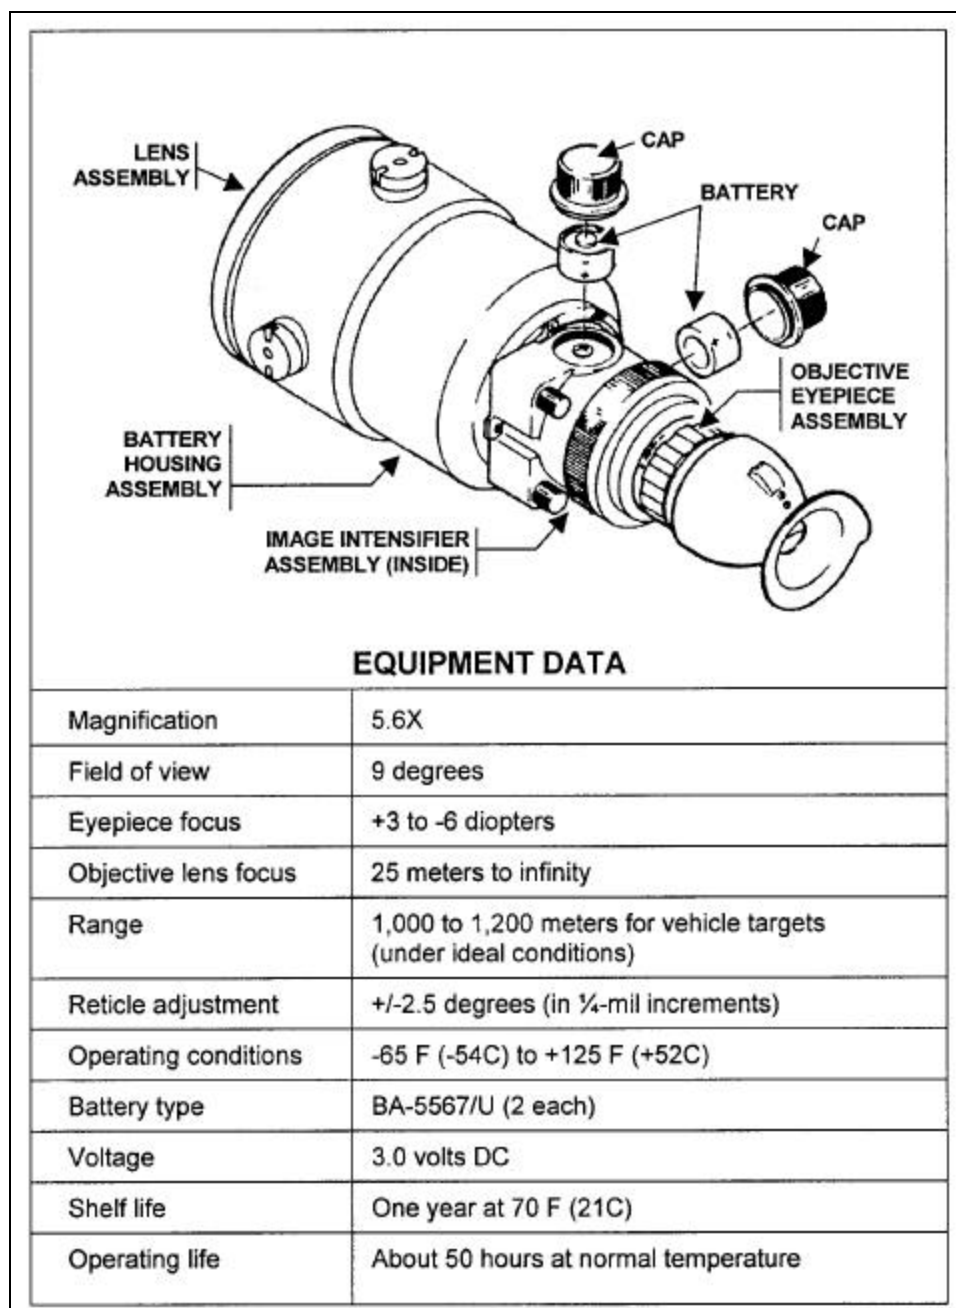 LENS
ASSEMBLY
CAP
BATTERY
CAP
OBJECTIVE
EYEPIECE
ASSEMBLY
BATTERY
HOUSING
ASSEMBLY
IMAGE INTENSIFIER
ASSEMBLY (INSIDE)
EQUIPMENT DATA
Magnification 5.6X
Field of view 9 degrees
Eyepiece focus +3 to -6 diopters
Objective lens focus 25 meters to infinity
Range 1,000 to 1,200 meters for vehicle targets
(under ideal conditions)
Reticle adjustment +/-2.5 degrees (in ¼-mil increments)
Operating conditions -65 F (-54C) to +125 F (+52C)
Battery type BA-5567/U (2 each)
Voltage 3.0 volts DC
Shelf life One year at 70 F (21C)
Operating life About 50 hours at normal temperature